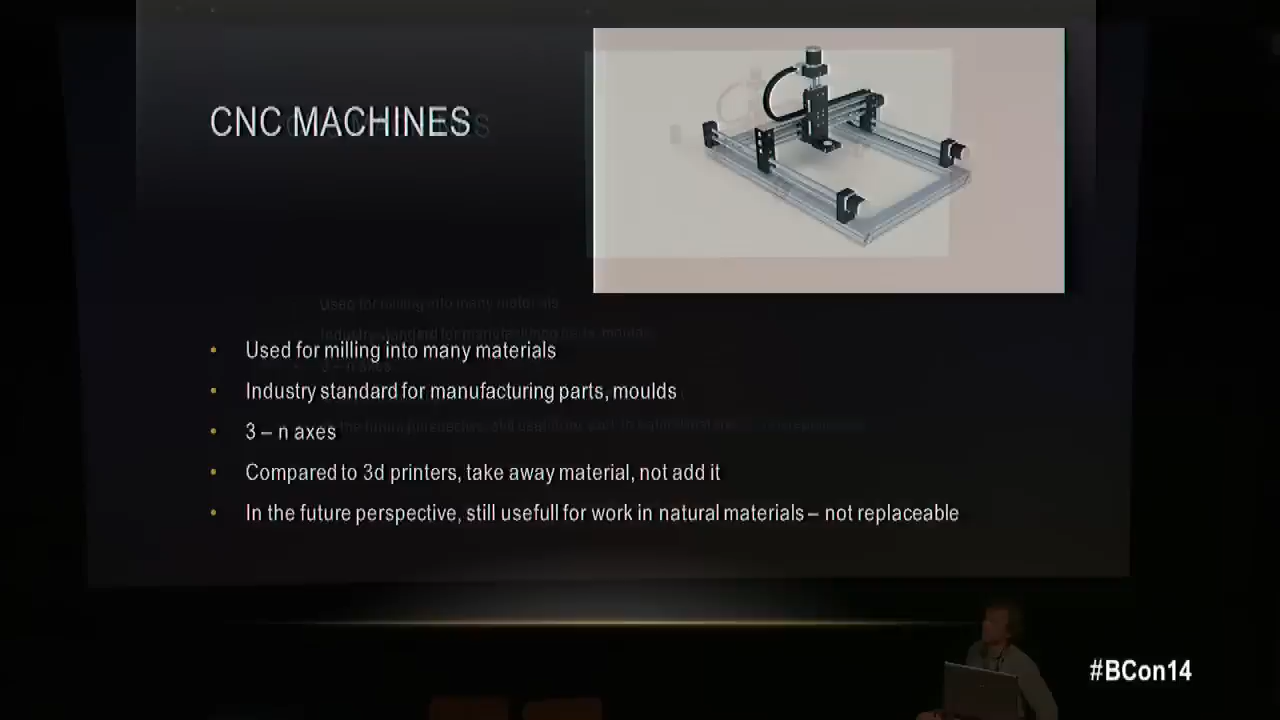 CNC MACHINES
Used for milling into many materials
Industry standard for manufacturing parts, moulds
3 – n axes
Compared to 3d printers, take away material, not add it
In the future perspective, still usefull for work in natural materials – not replaceable
#BCon14